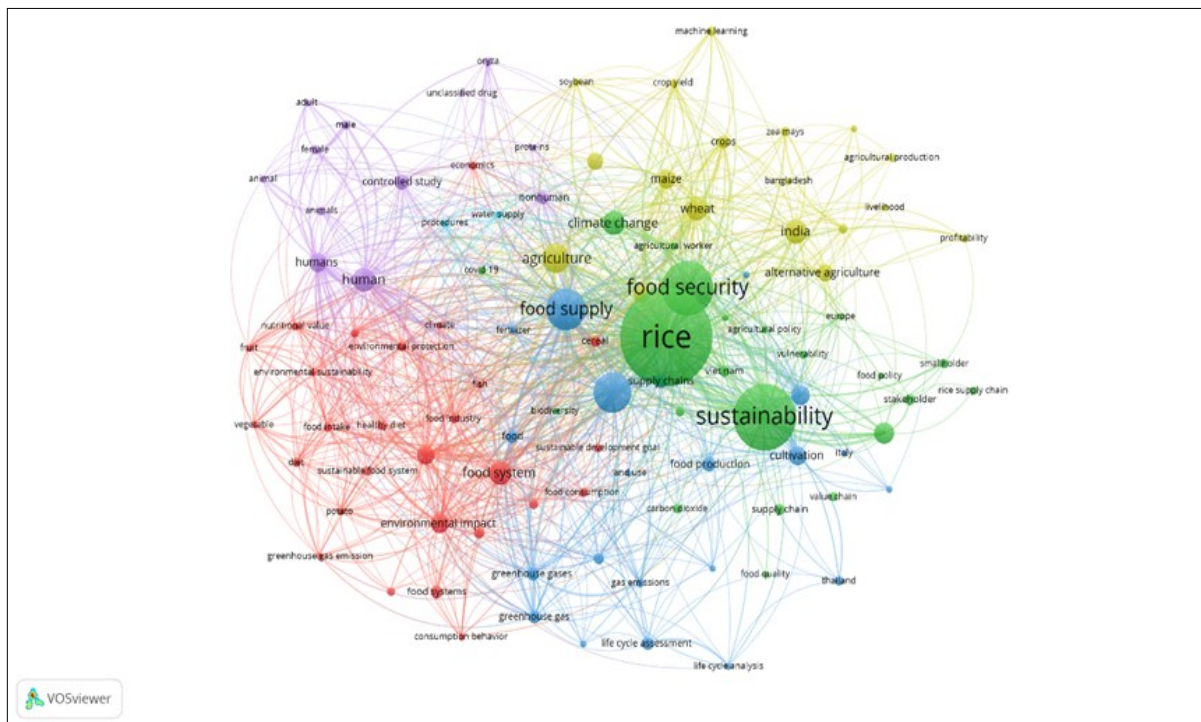 machine learning
oryza
soybean
crop yield
unclassified drug
adult
male
zea mays
crops
female
proteins
agricultural production
economics
animal
controlled study
maize
bangladesh
nonhuman
animals
procedures
water supply
climate change
wheat
livelihood
india
profitability
agricultural worker
humans
covid 19
agriculture
alternative agriculture
human
food security
food supply
europe
nutritional value
climate
fertilizer
rice
agricultural policy
fruit
environmental protection
cereal
vulnerability
environmental sustainability
fish
supply chains
viet nam
food policy
smallholder
rice supply chain
stakeholder
vegetable
food intake
healthy diet
food industry
biodiversity
sustainability
food
sustainable development goal
diet
sustainable food system
food system
land use
food production
cultivation
italy
food consumption
potato
carbon dioxide
supply chain
value chain
environmental impact
greenhouse gas emission
greenhouse gases
gas emissions
food quality
thailand
food systems
greenhouse gas
consumption behavior
life cycle assessment
life cycle analysis
VOSviewer